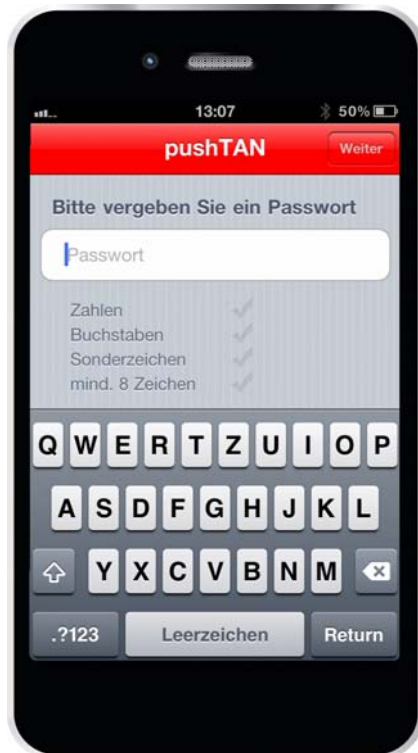 13:07 50%
pushTAN Weiter
Bitte vergeben Sie ein Passwort
Passwort
Zahlen
Buchstaben
Sonderzeichen
mind. 8 Zeichen
Q W E R T Z U I O P
A S D F G H J K L
Y X C V B N M
.?123 Leerzeichen Return